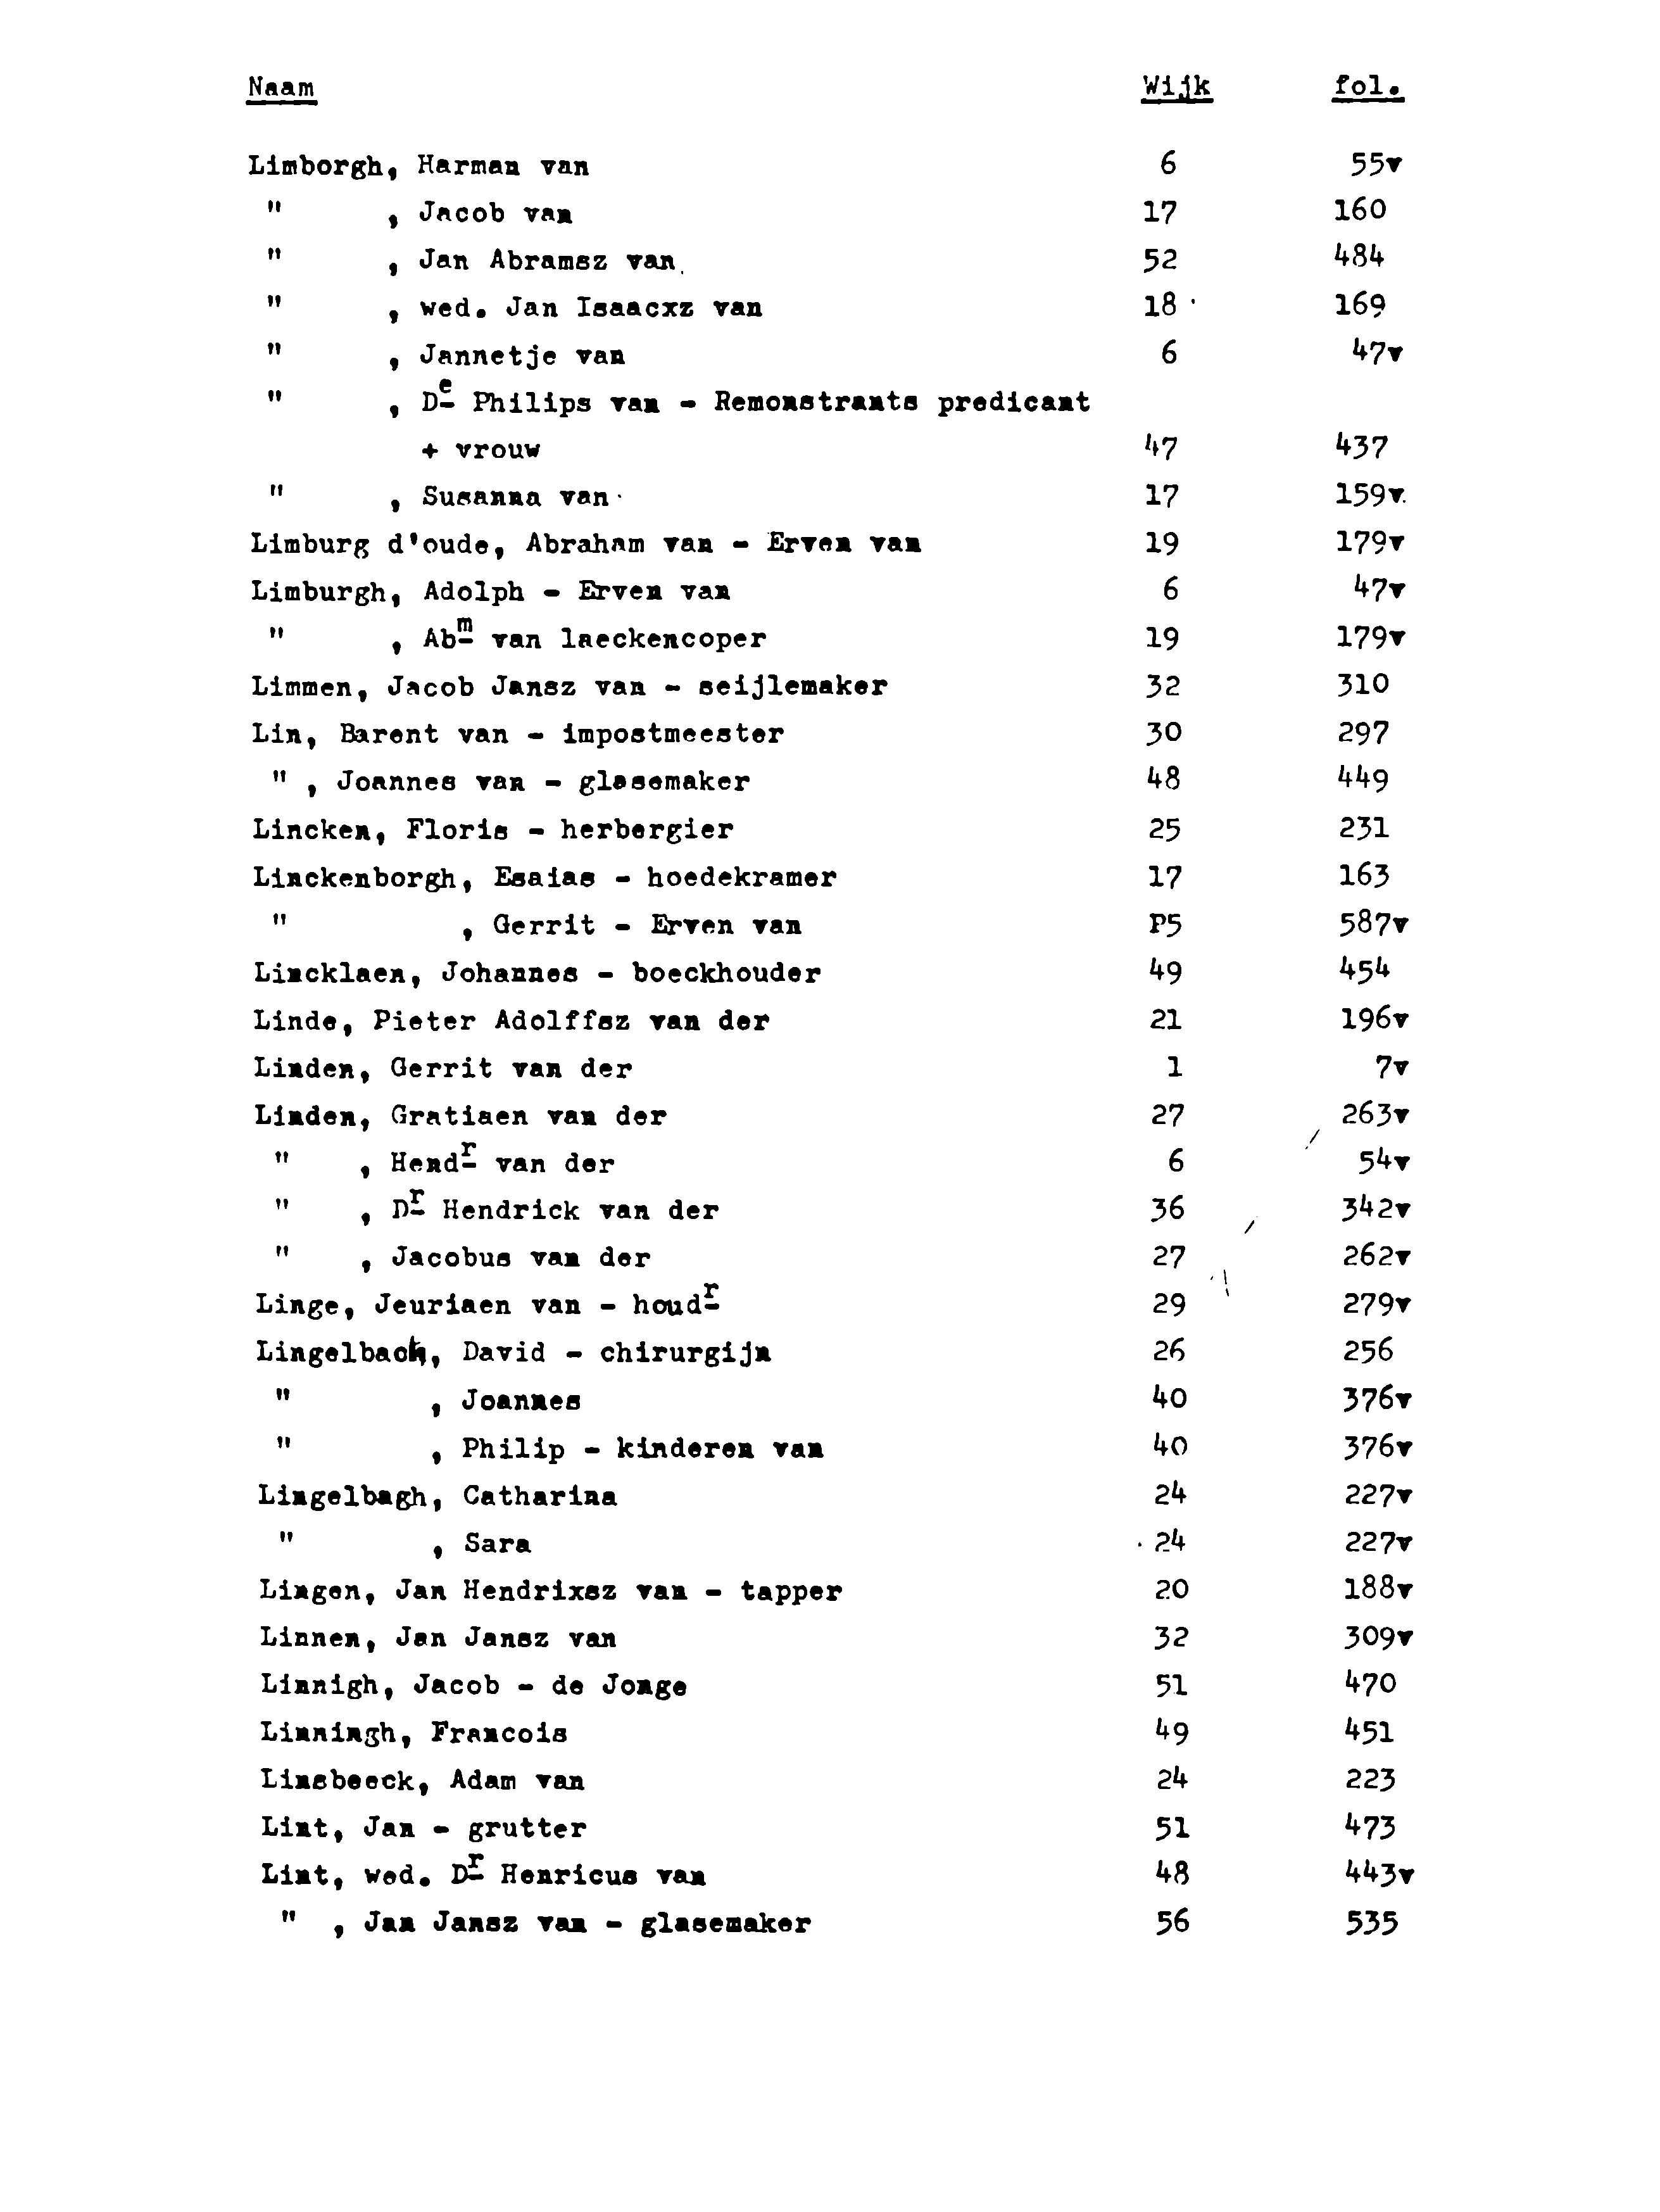 Naam Wijk fol.
Limborgh, Harman van 6 55v
" , Jacob van 17 160
" , Jan Abramsz van 52 484
" , wed. Jan Isaacxz van 18 169
" , Jannetje van 6 47v
" , De Philips van - Remonstrants predicant
+ vrouw 47 437
" , Susanna van 17 159v
Limburg d'oude, Abraham van - Erven van 19 179v
Limburgh, Adolph - Erven van 6 47v
" , Abm van laeckencoper 19 179v
Limmen, Jacob Jansz van - seijlemaker 32 310
Lin, Barent van - impostmeester 30 297
" , Joannes van - glasemaker 48 449
Lincken, Floris - herbergier 25 231
Linckenborgh, Esaias - hoedekramer 17 163
" , Gerrit - Erven van P5 587v
Lincklaen, Johannes - boeckhouder 49 454
Linde, Pieter Adolffsz van der 21 196v
Linden, Gerrit van der 1 7v
Linden, Gratiaen van der 27 263v
" , Hendr van der 6 54v
" , Dr Hendrick van der 36 342v
" , Jacobus van der 27 262v
Linge, Jeuriaen van - houdr 29 279v
Lingelbach, David - chirurgijn 26 256
" , Joannes 40 376v
" , Philip - kinderen van 40 376v
Lingelbagh, Catharina 24 227v
" , Sara 24 227v
Lingen, Jan Hendrixsz van - tapper 20 188v
Linnen, Jan Jansz van 32 309v
Linnigh, Jacob - de Jonge 51 470
Linningh, Francois 49 451
Linsbeeck, Adam van 24 223
Lint, Jan - grutter 51 473
Lint, wed. Dr Henricus van 48 443v
" , Jan Jansz van - glasemaker 56 535